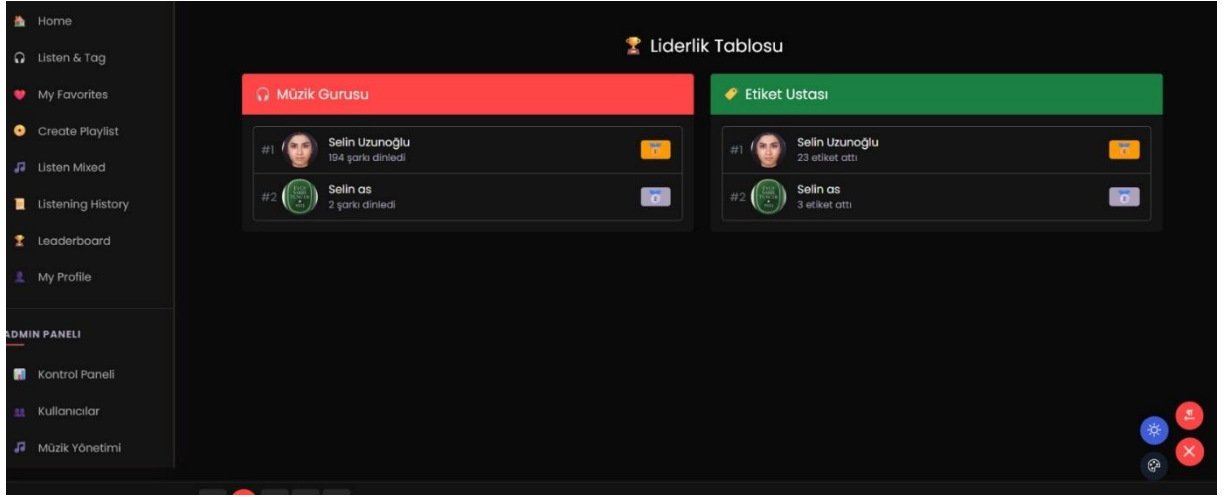 Home
Listen & Tag
My Favorites
Create Playlist
Listen Mixed
Listening History
Leaderboard
My Profile
ADMIN PANELI
Kontrol Paneli
Kullanıcılar
Müzik Yönetimi
Liderlik Tablosu
Müzik Gurusu
#1 Selin Uzunoğlu
194 şarkı dinledi
#2 Selin as
2 şarkı dinledi
Etiket Ustası
#1 Selin Uzunoğlu
23 etiket attı
#2 Selin as
3 etiket attı